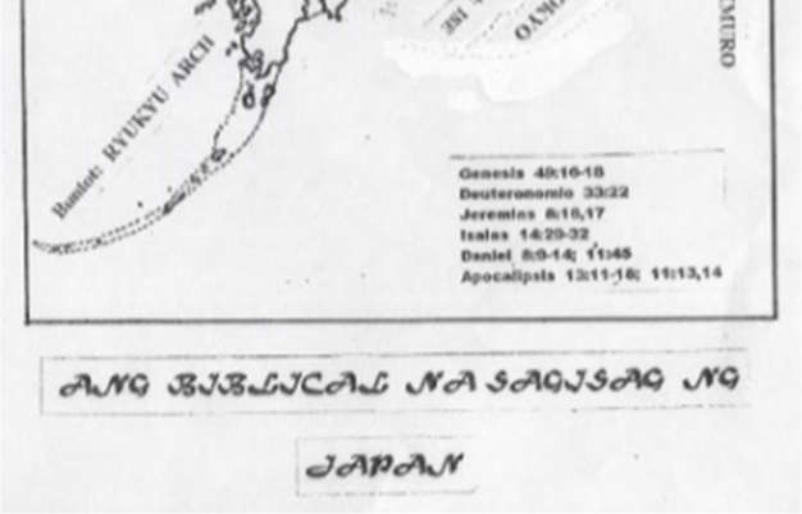 ISE
EMURO
Buntot: RYUKYU ARCH
Genesis 49:16-18
Deuteronomio 33:22
Jeremias 8:16,17
Isaias 14:29-32
Daniel 8:9-14; 11:45
Apocalipsis 13:11-18; 11:13,14
ANG BIBLICAL NA SAGISAG NG
JAPAN